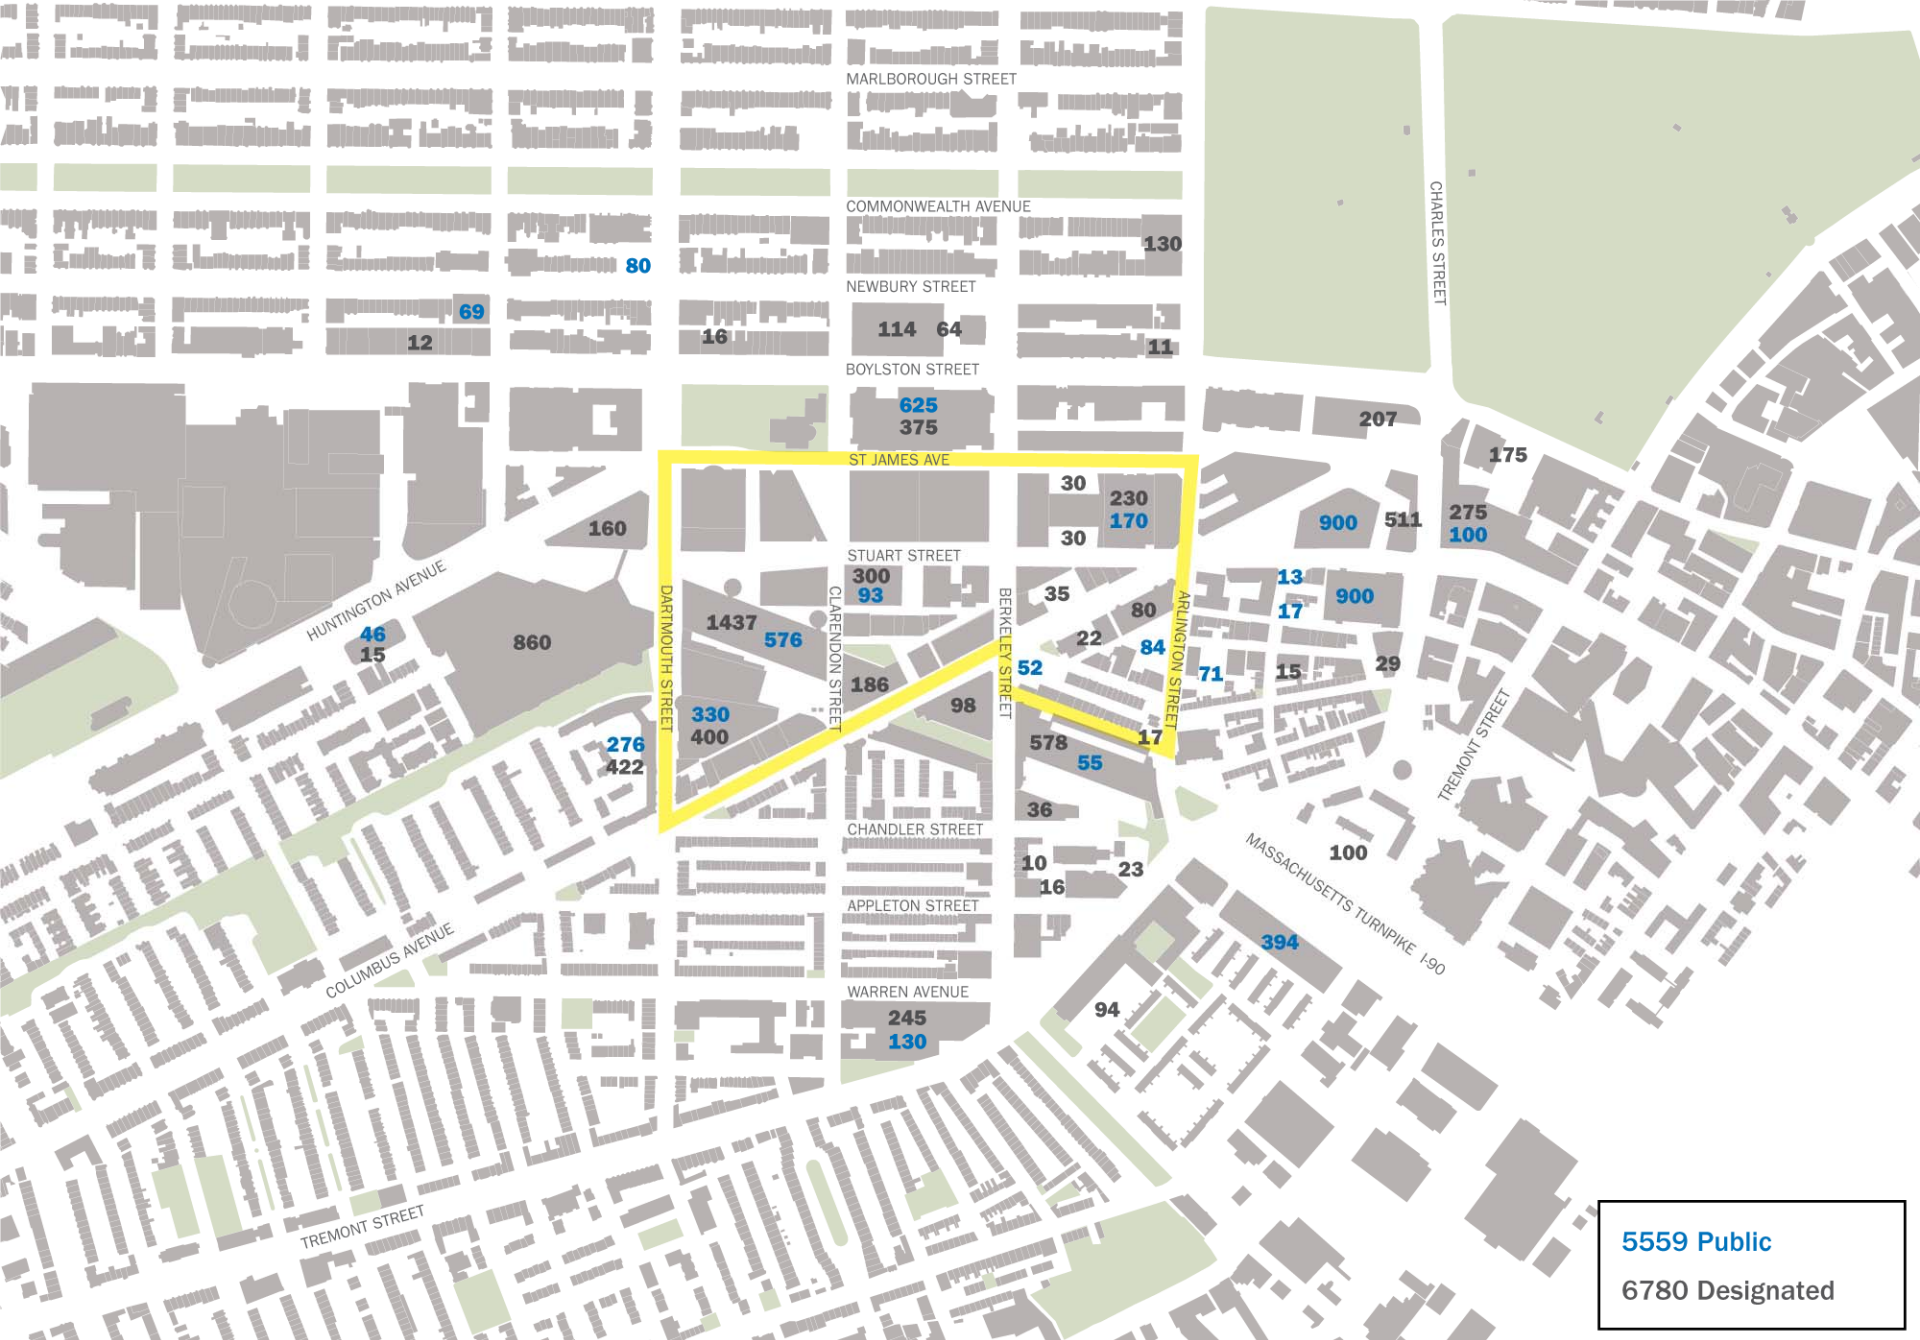 MARLBOROUGH STREET
CHARLES STREET
COMMONWEALTH AVENUE
130
80
NEWBURY STREET
69
12
16
114
64
11
BOYLSTON STREET
625
375
207
175
ST JAMES AVE
30
230
170
30
160
900
511
275
100
STUART STREET
HUNTINGTON AVENUE
300
93
13
17
900
35
80
DARTMOUTH STREET
CLARENDON STREET
BERKELEY STREET
ARLINGTON STREET
46
15
860
1437
576
22
84
52
71
15
29
186
98
330
400
276
422
578
55
17
TREMONT STREET
36
CHANDLER STREET
10
16
23
100
MASSACHUSETTS TURNPIKE I-90
APPLETON STREET
COLUMBUS AVENUE
394
WARREN AVENUE
245
130
94
TREMONT STREET
5559 Public
6780 Designated